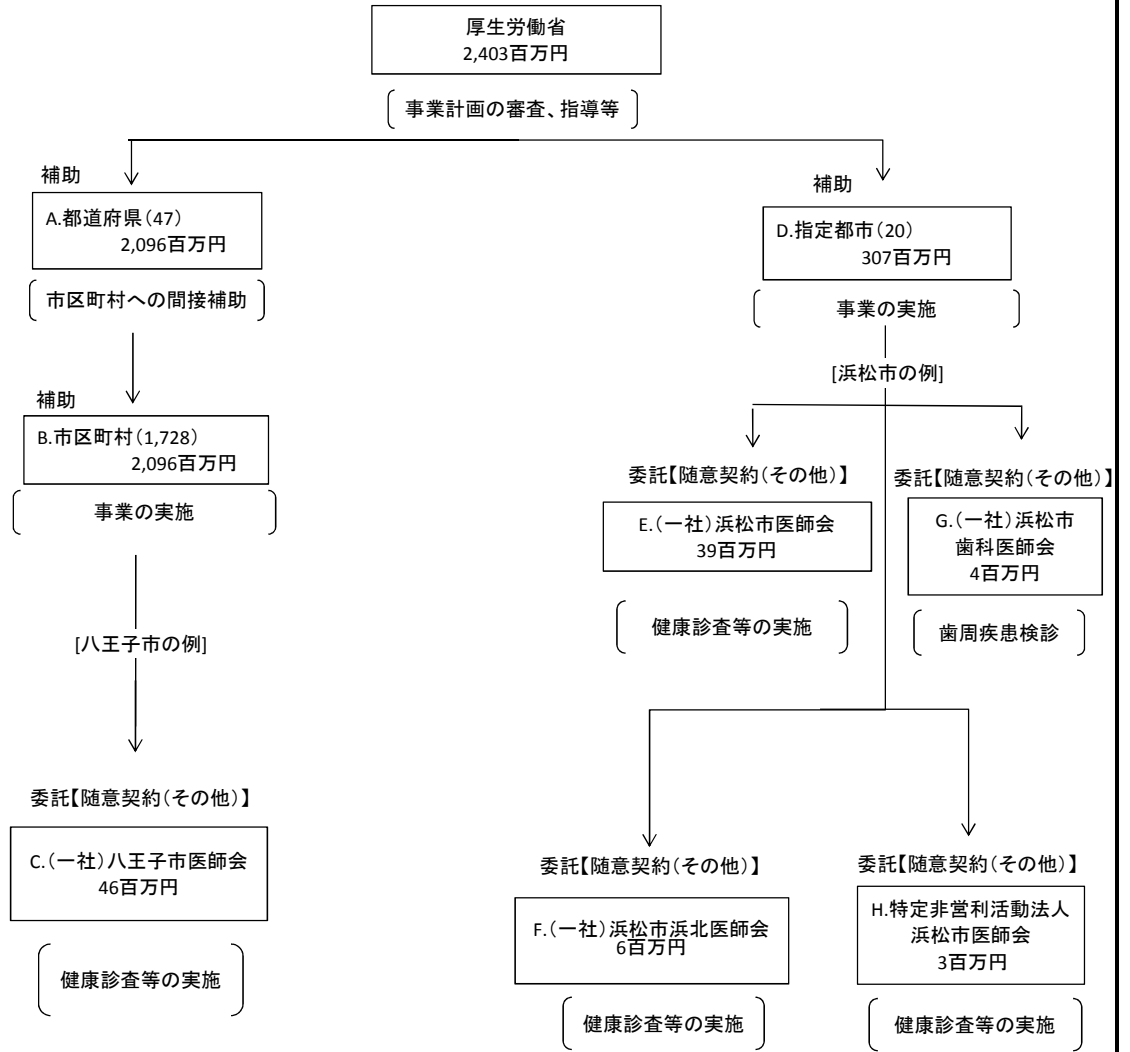 厚生労働省
2,403百万円
事業計画の審査、指導等
補助
A.都道府県(47)
2,096百万円
市区町村への間接補助
補助
B.市区町村(1,728)
2,096百万円
事業の実施
[八王子市の例]
委託【随意契約(その他)】
C.(一社)八王子市医師会
46百万円
健康診査等の実施
補助
D.指定都市(20)
307百万円
事業の実施
[浜松市の例]
委託【随意契約(その他)】
E.(一社)浜松市医師会
39百万円
健康診査等の実施
委託【随意契約(その他)】
G.(一社)浜松市
歯科医師会
4百万円
歯周疾患検診
委託【随意契約(その他)】
F.(一社)浜松市浜北医師会
6百万円
健康診査等の実施
委託【随意契約(その他)】
H.特定非営利活動法人
浜松市医師会
3百万円
健康診査等の実施